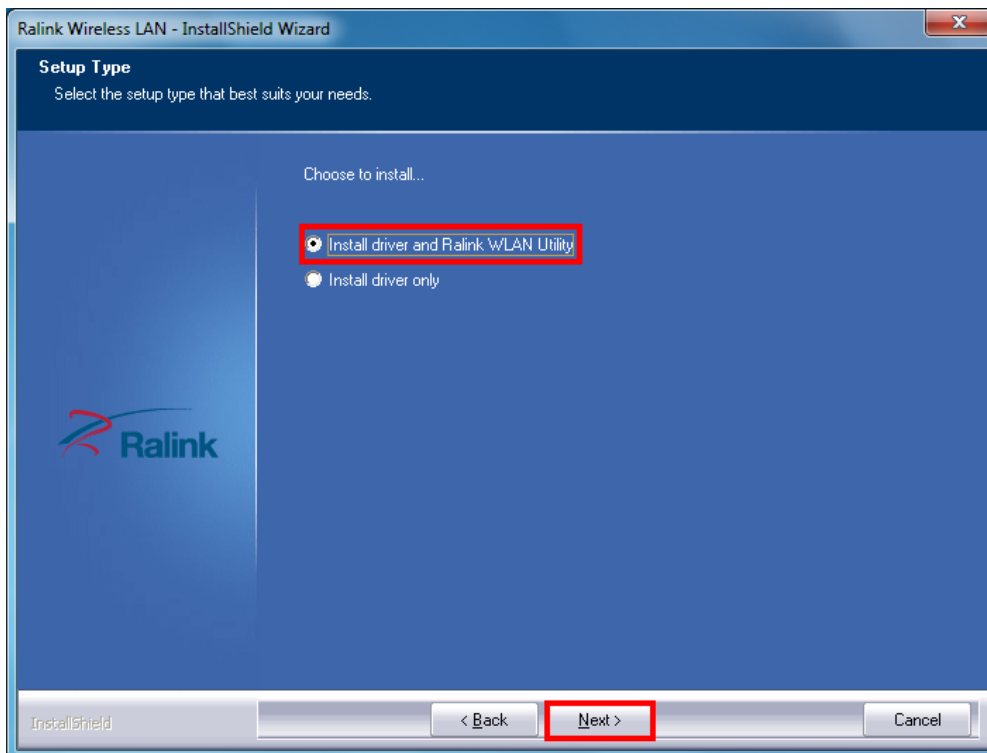 Ralink Wireless LAN - InstallShield Wizard
Setup Type
Select the setup type that best suits your needs.
Choose to install...
Install driver and Ralink WLAN Utility
Install driver only
Ralink
InstallShield
< Back
Next >
Cancel